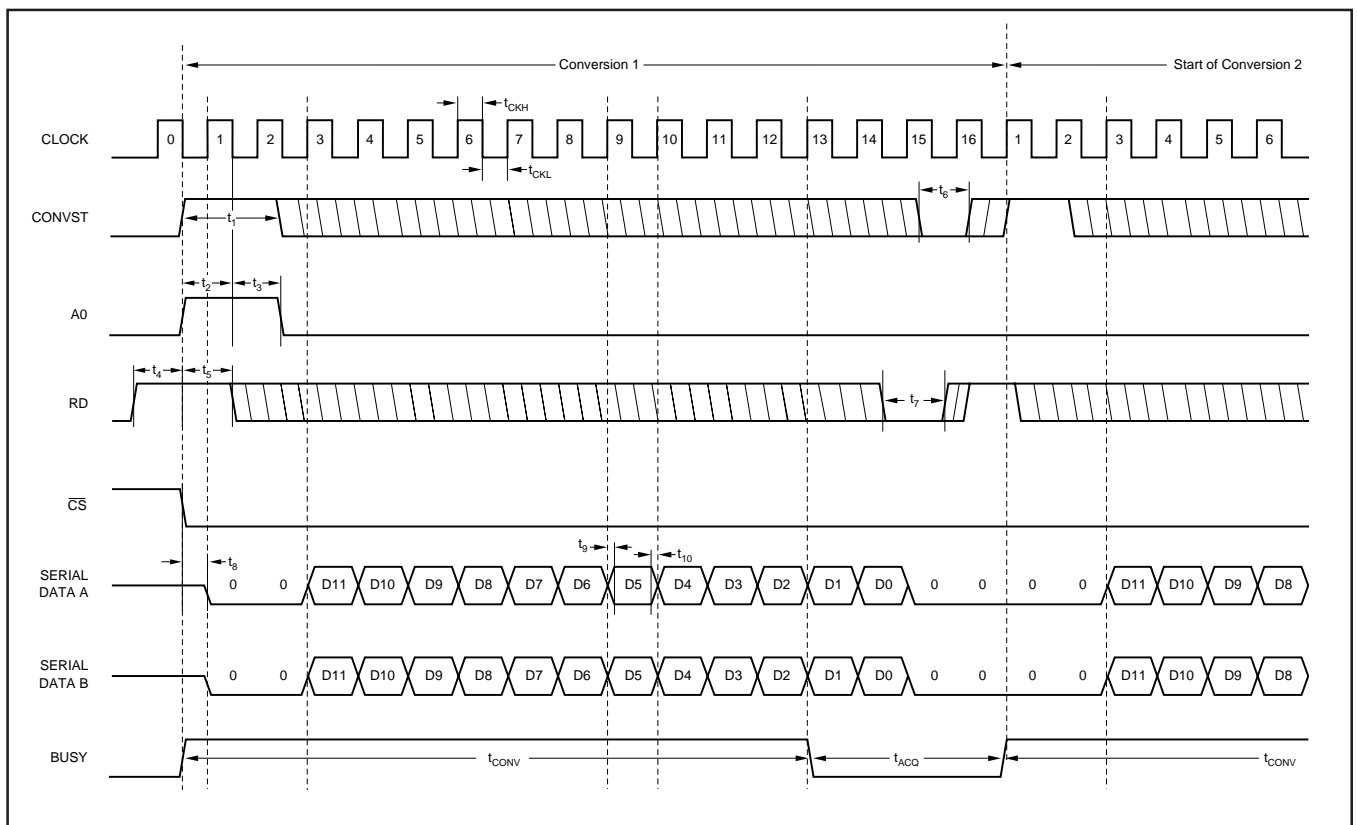 Conversion 1 Start of Conversion 2
tCKH
CLOCK 0 1 2 3 4 5 6 7 8 9 10 11 12 13 14 15 16 1 2 3 4 5 6
tCKL
CONVST t1 t6
t2 t3
A0
t4 t5
RD t7
CS
t8 t9 t10
SERIAL
DATA A 0 0 D11 D10 D9 D8 D7 D6 D5 D4 D3 D2 D1 D0 0 0 0 0 D11 D10 D9 D8
SERIAL
DATA B 0 0 D11 D10 D9 D8 D7 D6 D5 D4 D3 D2 D1 D0 0 0 0 0 D11 D10 D9 D8
BUSY tCONV tACQ tCONV